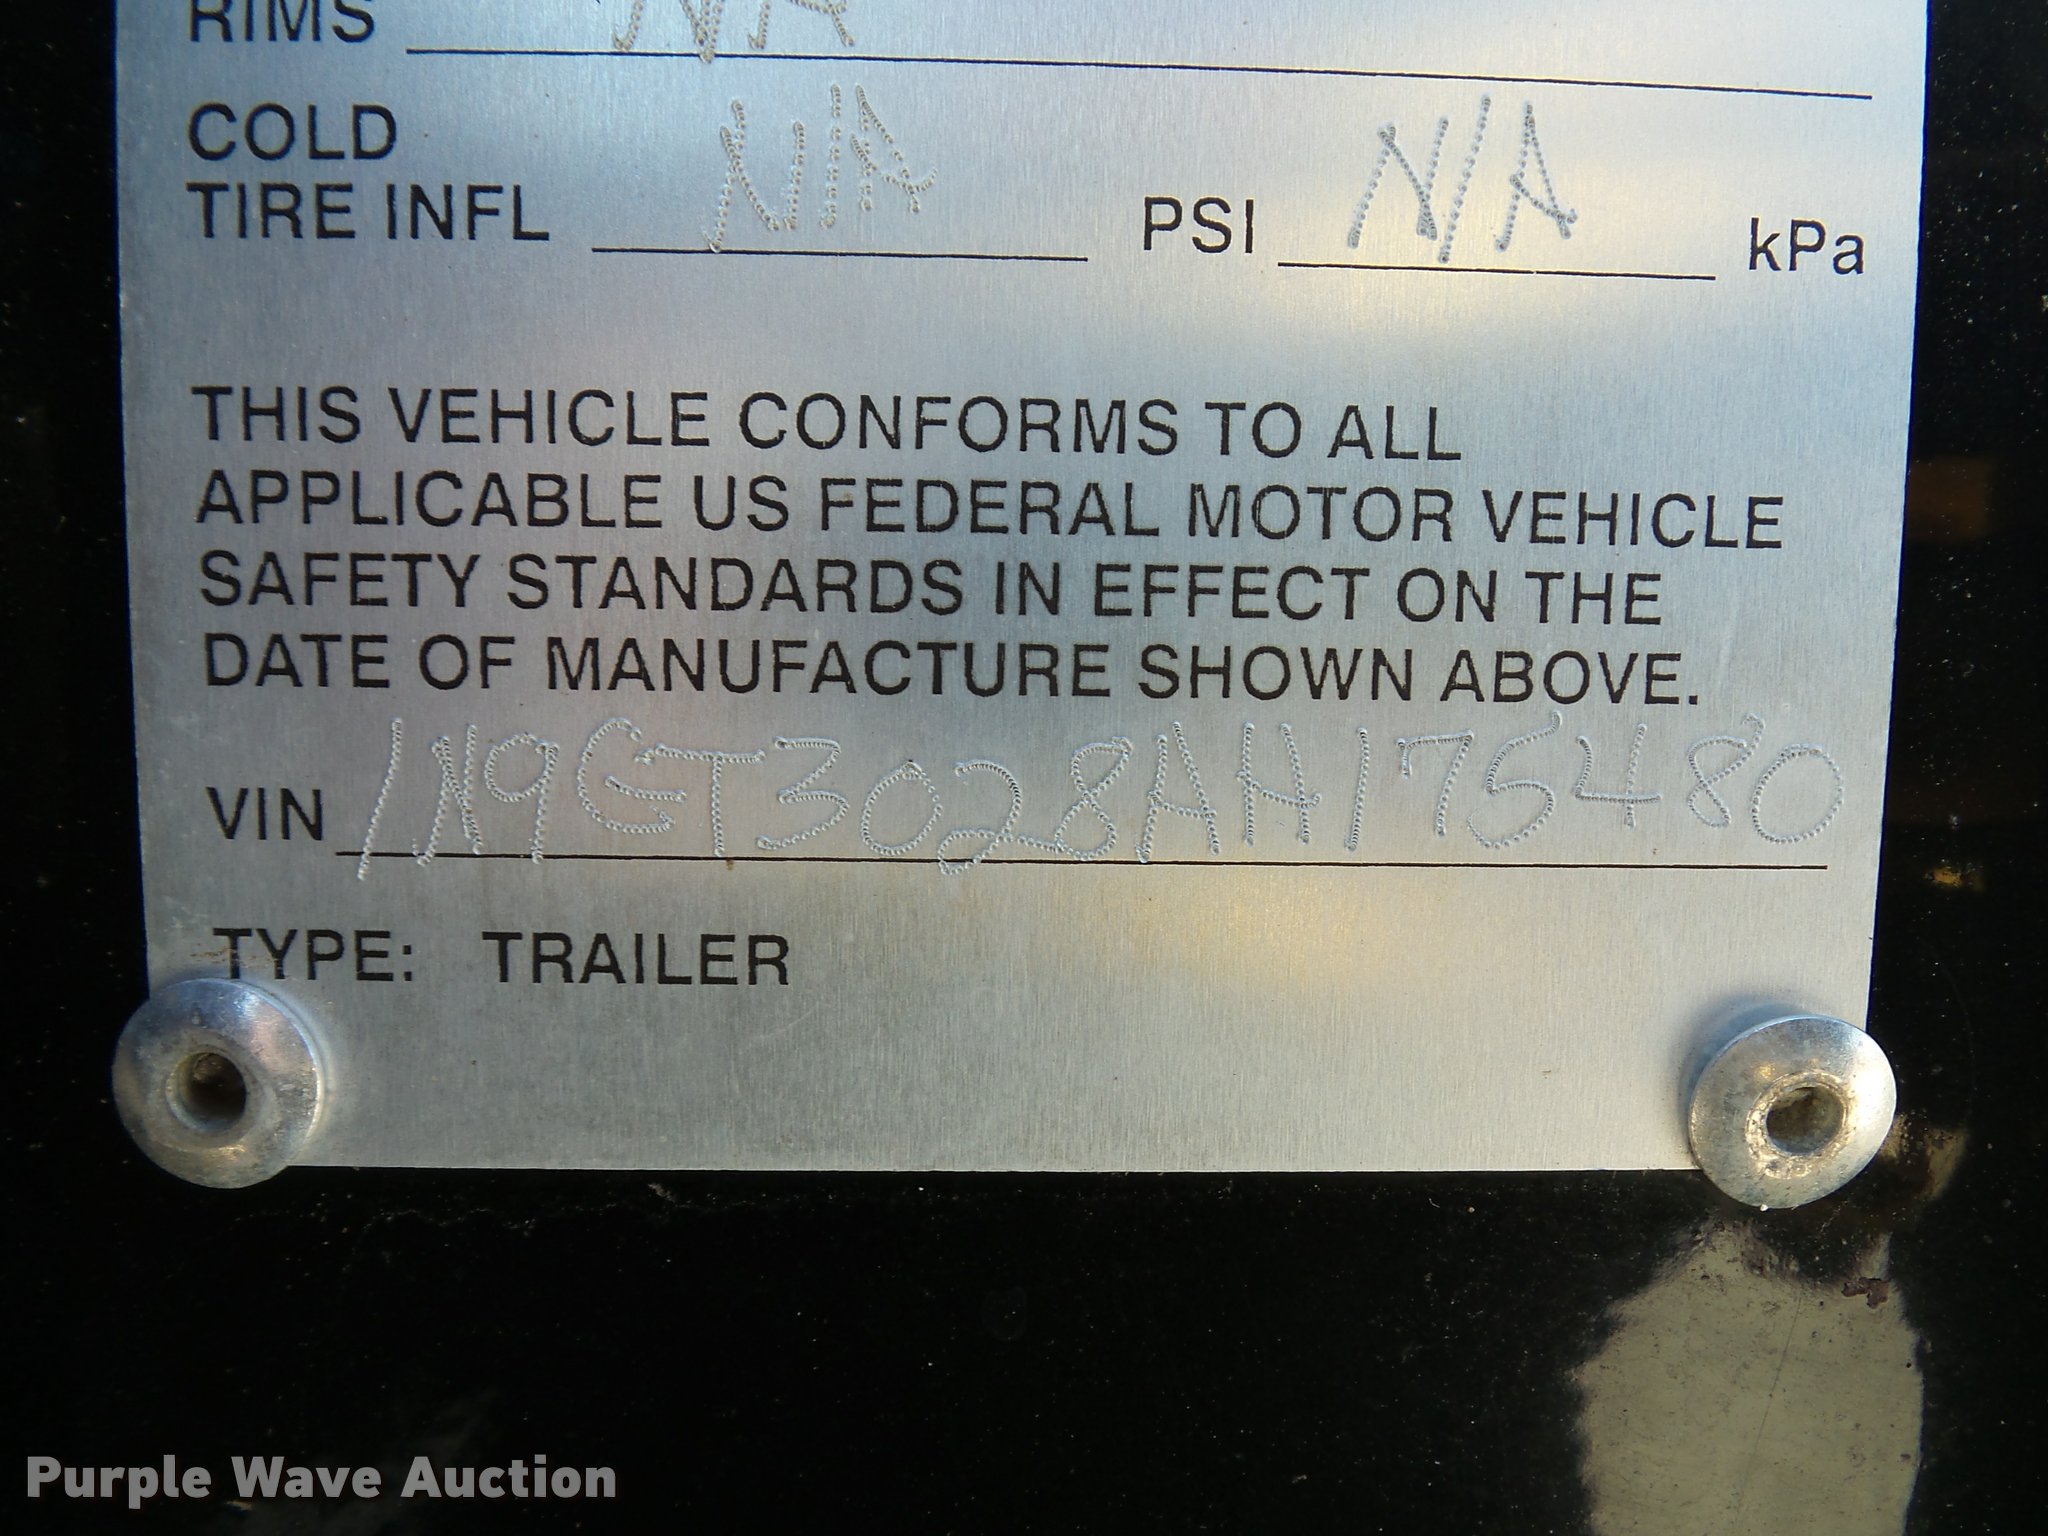 RIMS N/A
COLD
TIRE INFL N/A PSI N/A kPa
THIS VEHICLE CONFORMS TO ALL
APPLICABLE US FEDERAL MOTOR VEHICLE
SAFETY STANDARDS IN EFFECT ON THE
DATE OF MANUFACTURE SHOWN ABOVE.
VIN 1N9GT3028AH175480
TYPE: TRAILER
Purple Wave Auction